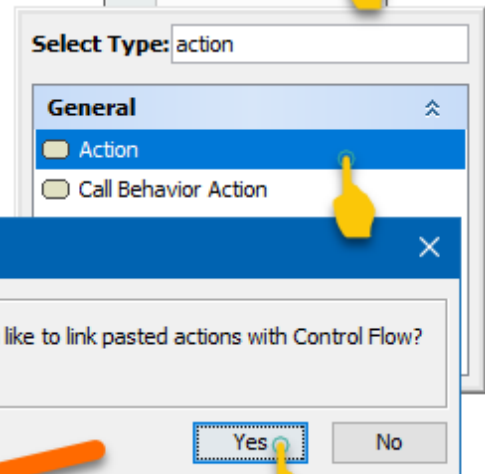 Select Type: action
General
Action
Call Behavior Action
like to link pasted actions with Control Flow?
Yes No